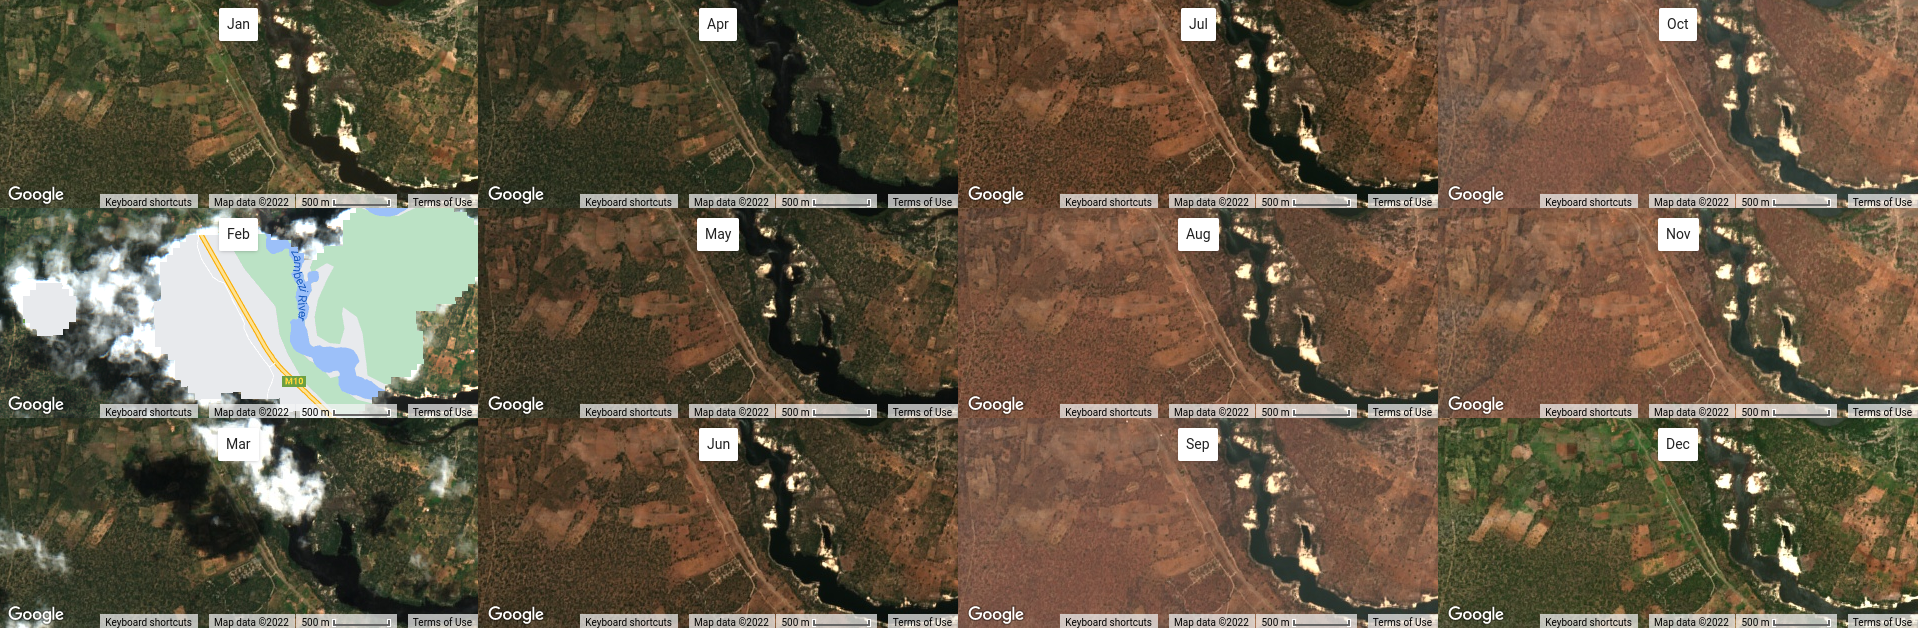 Jan
Google
Keyboard shortcuts
Map data ©2022
500 m
Terms of Use
Apr
Google
Keyboard shortcuts
Map data ©2022
500 m
Terms of Use
Jul
Google
Keyboard shortcuts
Map data ©2022
500 m
Terms of Use
Oct
Google
Keyboard shortcuts
Map data ©2022
500 m
Terms of Use
Feb
Zambezi River
M10
Google
Keyboard shortcuts
Map data ©2022
500 m
Terms of Use
May
Google
Keyboard shortcuts
Map data ©2022
500 m
Terms of Use
Aug
Google
Keyboard shortcuts
Map data ©2022
500 m
Terms of Use
Nov
Google
Keyboard shortcuts
Map data ©2022
500 m
Terms of Use
Mar
Google
Keyboard shortcuts
Map data ©2022
500 m
Terms of Use
Jun
Google
Keyboard shortcuts
Map data ©2022
500 m
Terms of Use
Sep
Google
Keyboard shortcuts
Map data ©2022
500 m
Terms of Use
Dec
Google
Keyboard shortcuts
Map data ©2022
500 m
Terms of Use